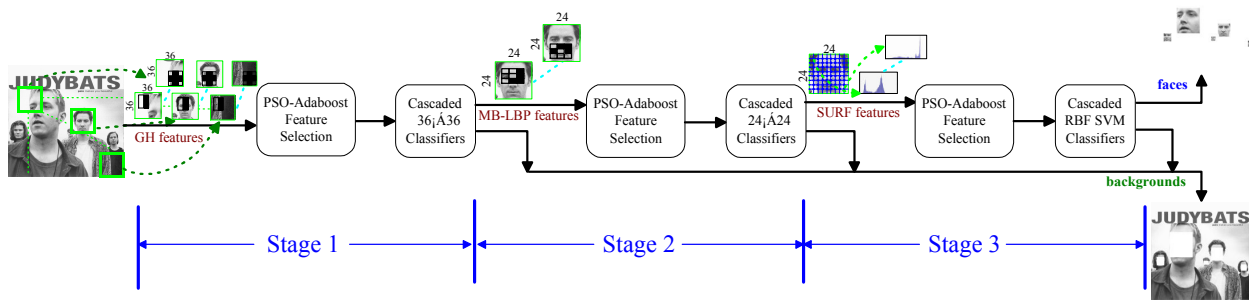 JUDYBATS
36
36
36
36
GH features
PSO-Adaboost
Feature
Selection
Cascaded
36¡Á36
Classifiers
24
24
24
24
MB-LBP features
PSO-Adaboost
Feature
Selection
Cascaded
24¡Á24
Classifiers
24
24
SURF features
PSO-Adaboost
Feature
Selection
Cascaded
RBF SVM
Classifiers
faces
backgrounds
JUDYBATS
Stage 1
Stage 2
Stage 3